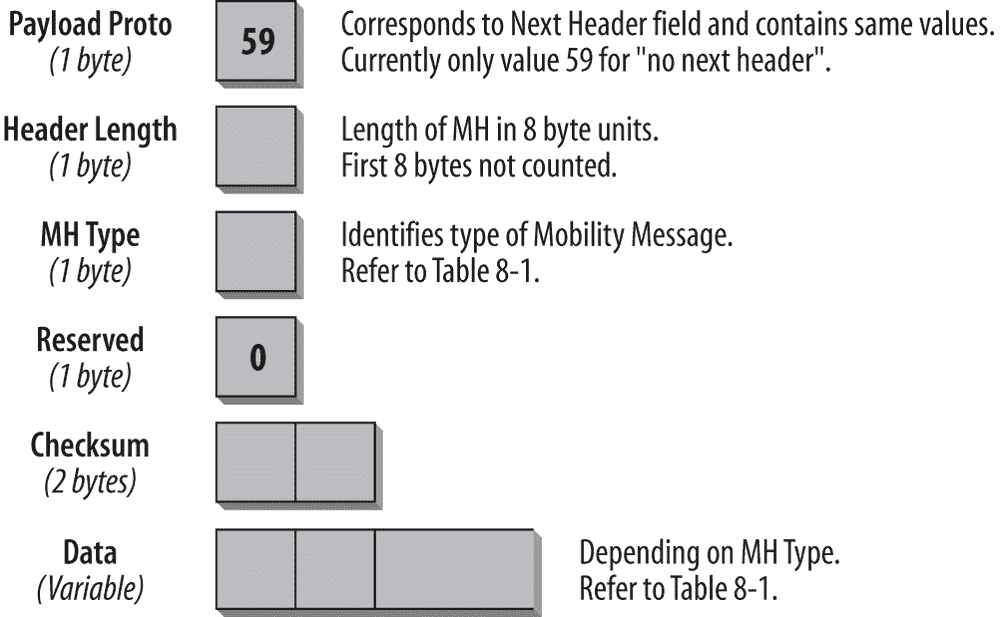 Payload Proto
(1 byte)
59
Corresponds to Next Header field and contains same values.
Currently only value 59 for "no next header".
Header Length
(1 byte)
Length of MH in 8 byte units.
First 8 bytes not counted.
MH Type
(1 byte)
Identifies type of Mobility Message.
Refer to Table 8-1.
Reserved
(1 byte)
0
Checksum
(2 bytes)
Data
(Variable)
Depending on MH Type.
Refer to Table 8-1.